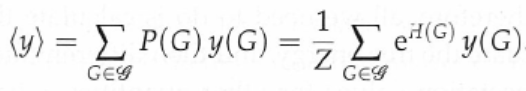 ⟨y⟩ = ∑_{G∈𝒢} P(G) y(G) = 1/Z ∑_{G∈𝒢} e^{H(G)} y(G).